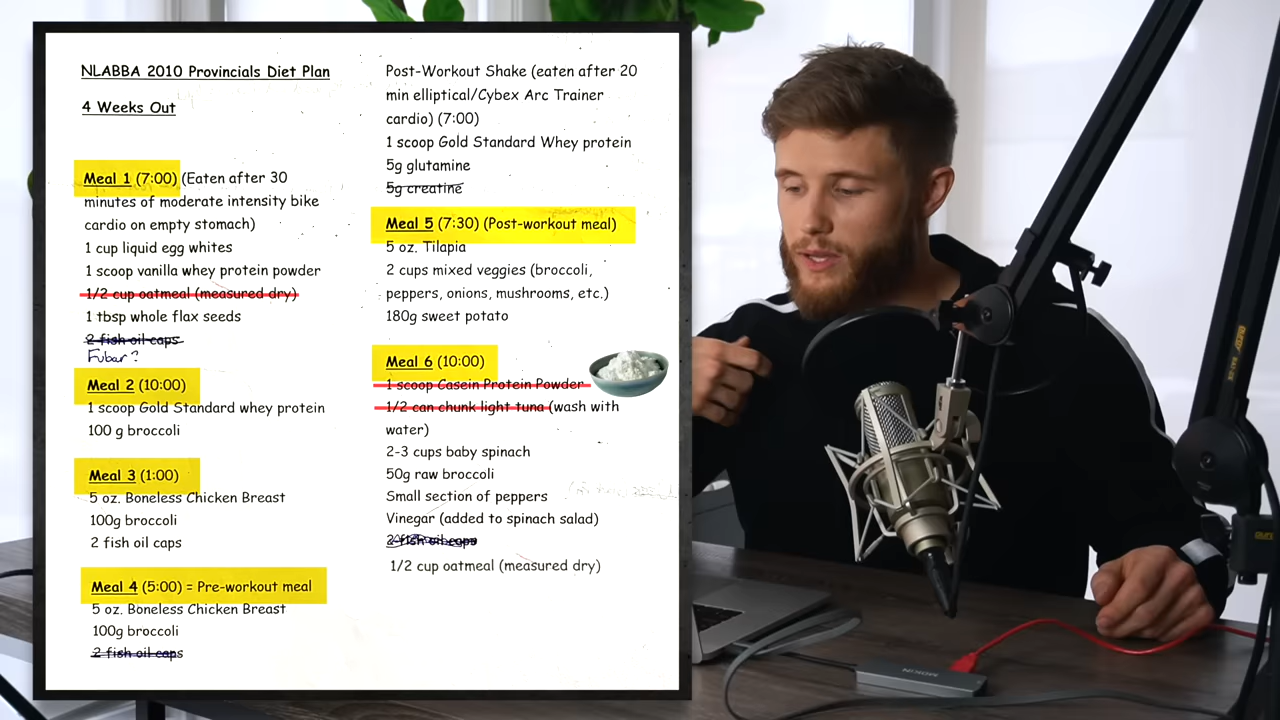 NLABBA 2010 Provincials Diet Plan
4 Weeks Out
Meal 1 (7:00) (Eaten after 30
minutes of moderate intensity bike
cardio on empty stomach)
1 cup liquid egg whites
1 scoop vanilla whey protein powder
1/2 cup oatmeal (measured dry)
1 tbsp whole flax seeds
2 fish oil caps
Fubar?
Meal 2 (10:00)
1 scoop Gold Standard whey protein
100 g broccoli
Meal 3 (1:00)
5 oz. Boneless Chicken Breast
100g broccoli
2 fish oil caps
Meal 4 (5:00) = Pre-workout meal
5 oz. Boneless Chicken Breast
100g broccoli
2 fish oil caps
Post-Workout Shake (eaten after 20
min elliptical/Cybex Arc Trainer
cardio) (7:00)
1 scoop Gold Standard Whey protein
5g glutamine
5g creatine
Meal 5 (7:30) (Post-workout meal)
5 oz. Tilapia
2 cups mixed veggies (broccoli,
peppers, onions, mushrooms, etc.)
180g sweet potato
Meal 6 (10:00)
1 scoop Casein Protein Powder
1/2 can chunk light tuna (wash with
water)
2-3 cups baby spinach
50g raw broccoli
Small section of peppers
Vinegar (added to spinach salad)
2 fish oil caps
1/2 cup oatmeal (measured dry)